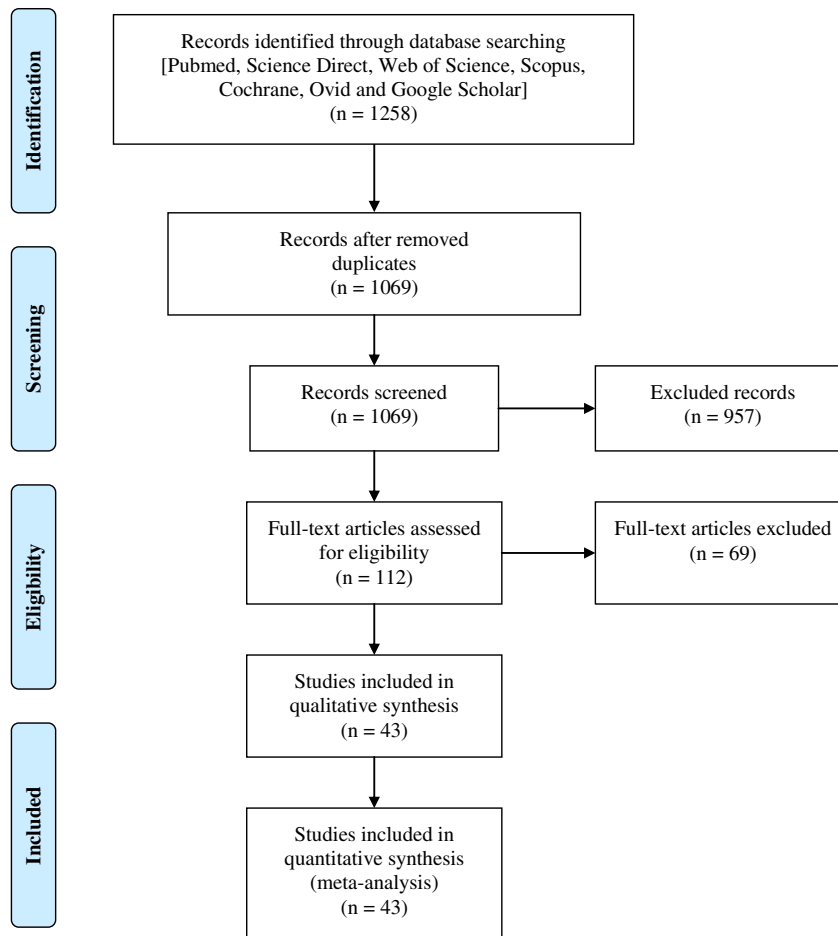 Identification
Records identified through database searching
[Pubmed, Science Direct, Web of Science, Scopus,
Cochrane, Ovid and Google Scholar]
(n = 1258)
Records after removed
duplicates
(n = 1069)
Screening
Records screened
(n = 1069)
Excluded records
(n = 957)
Eligibility
Full-text articles assessed
for eligibility
(n = 112)
Full-text articles excluded
(n = 69)
Studies included in
qualitative synthesis
(n = 43)
Included
Studies included in
quantitative synthesis
(meta-analysis)
(n = 43)